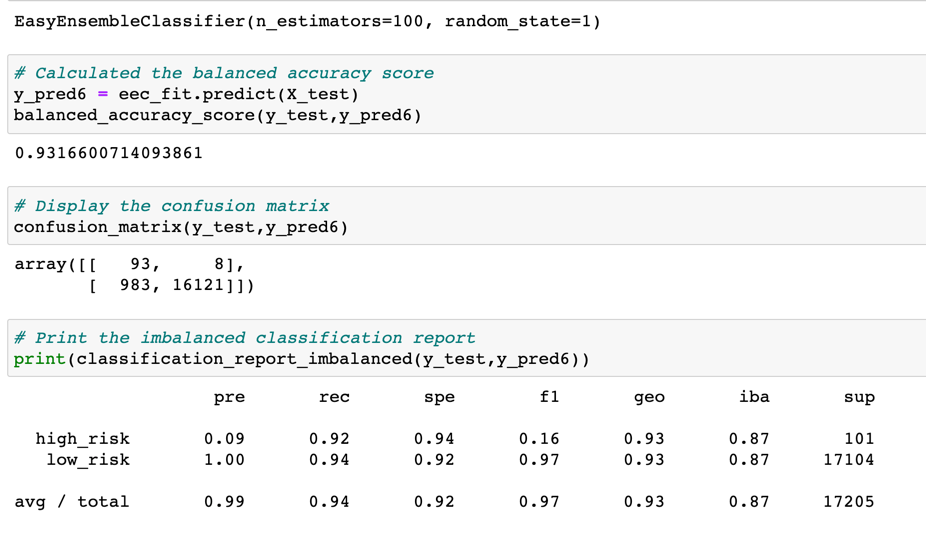 EasyEnsembleClassifier(n_estimators=100, random_state=1)
# Calculated the balanced accuracy score
y_pred6 = eec_fit.predict(X_test)
balanced_accuracy_score(y_test,y_pred6)
0.9316600714093861
# Display the confusion matrix
confusion_matrix(y_test,y_pred6)
array([[   93,     8],
       [  983, 16121]])
# Print the imbalanced classification report
print(classification_report_imbalanced(y_test,y_pred6))
pre rec spe f1 geo iba sup
high_risk 0.09 0.92 0.94 0.16 0.93 0.87 101
low_risk 1.00 0.94 0.92 0.97 0.93 0.87 17104
avg / total 0.99 0.94 0.92 0.97 0.93 0.87 17205